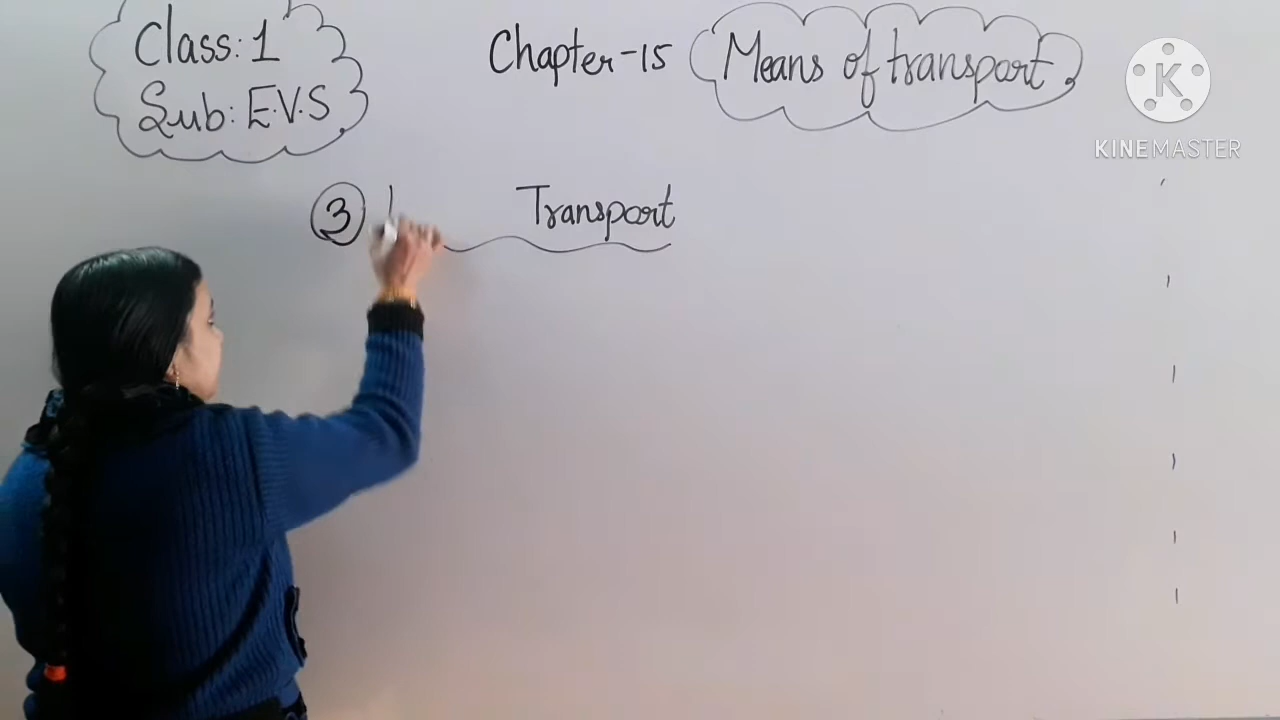 Class: 1
Sub: E.V.S
Chapter-15 Means of transport.
KINEMASTER
3 Transport